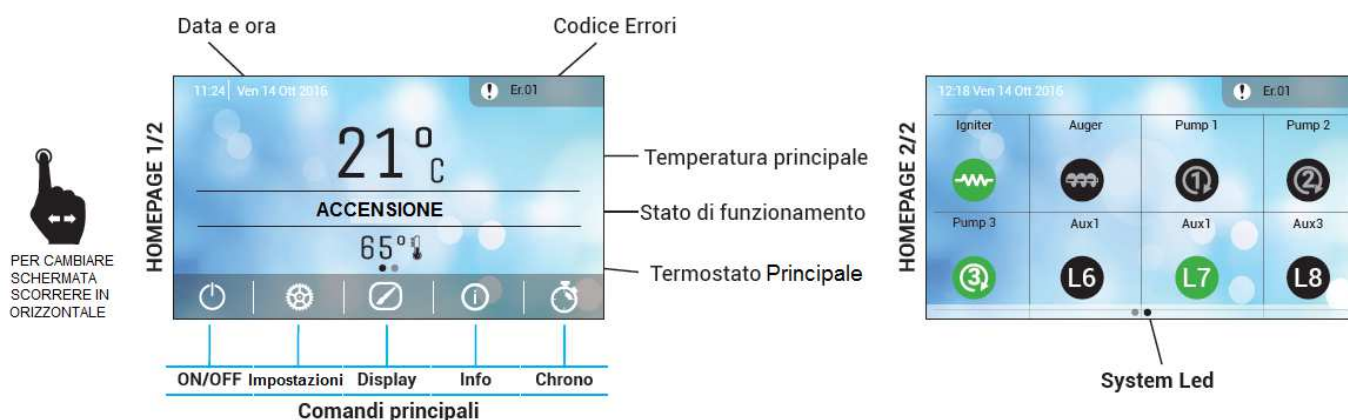 Data e ora
Codice Errori
HOMEPAGE 1/2
11:24 Ven 14 Ott 2016
Er.01
21° C
ACCENSIONE
65°
Temperatura principale
Stato di funzionamento
Termostato Principale
PER CAMBIARE
SCHERMATA
SCORRERE IN
ORIZZONTALE
ON/OFF Impostazioni Display Info Chrono
Comandi principali
HOMEPAGE 2/2
12:18 Ven 14 Ott 2016
Er.01
Igniter Auger Pump 1 Pump 2
1 2
Pump 3 Aux1 Aux1 Aux3
3 L6 L7 L8
System Led